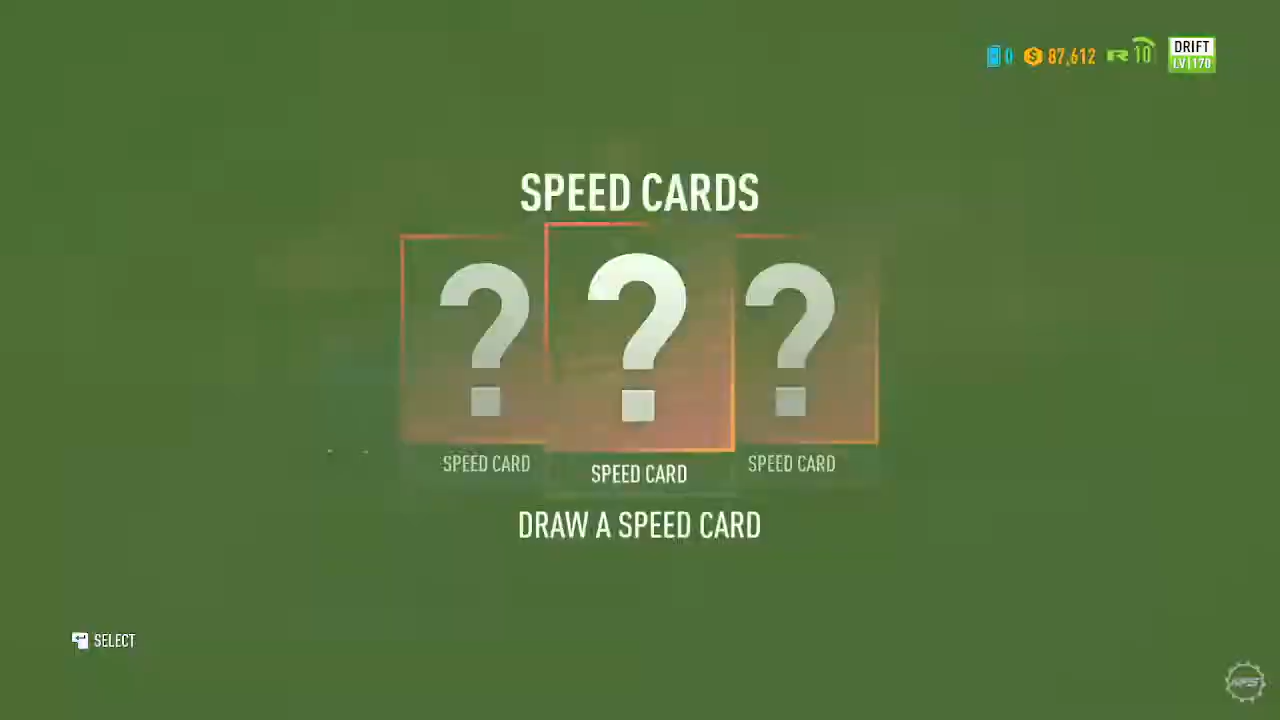 0 87,612 R 10 DRIFT
LV|170
SPEED CARDS
? ? ?
SPEED CARD SPEED CARD SPEED CARD
DRAW A SPEED CARD
SELECT
NFS